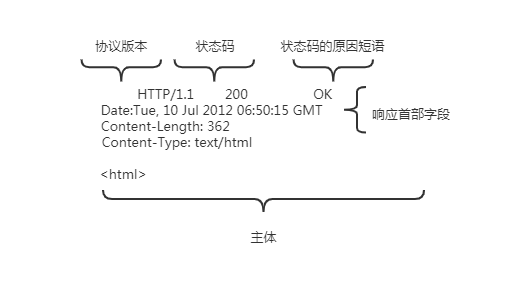 协议版本 状态码 状态码的原因短语
HTTP/1.1 200 OK
Date:Tue, 10 Jul 2012 06:50:15 GMT
响应首部字段
Content-Length: 362
Content-Type: text/html
<html>
主体